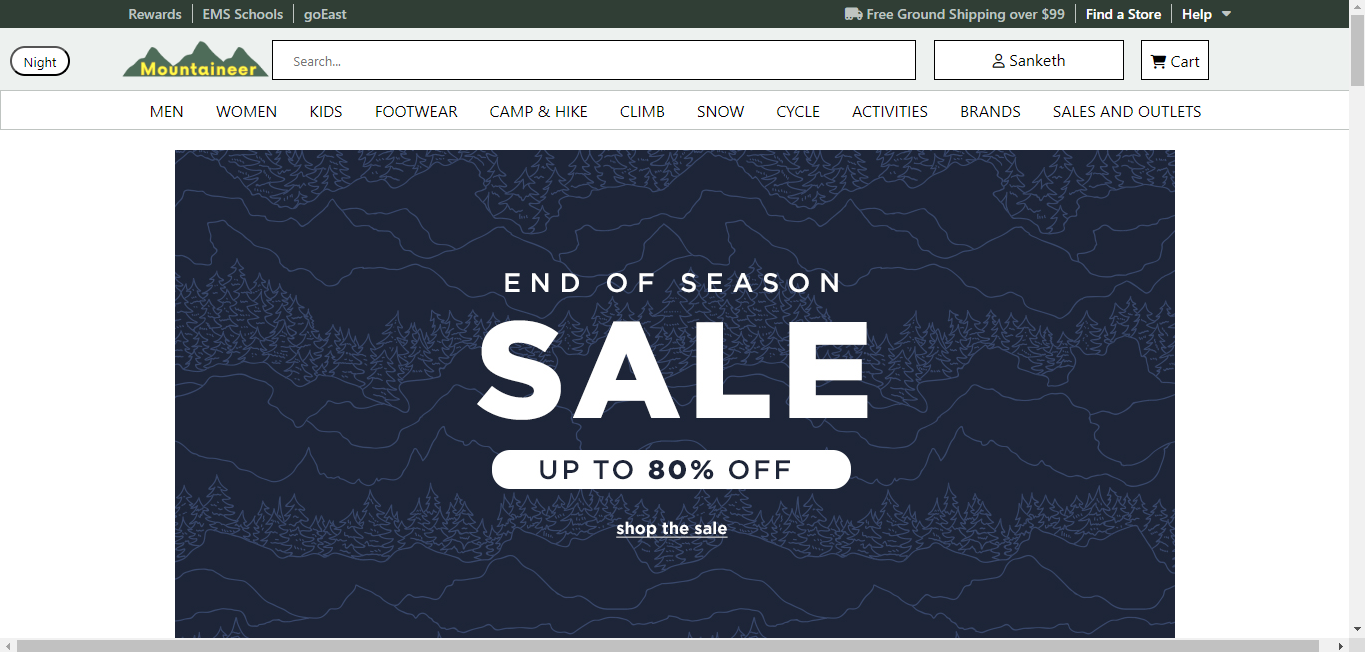 Rewards EMS Schools goEast Free Ground Shipping over $99 Find a Store Help
Night Mountaineer Search... Sanketh Cart
MEN WOMEN KIDS FOOTWEAR CAMP & HIKE CLIMB SNOW CYCLE ACTIVITIES BRANDS SALES AND OUTLETS
END OF SEASON
SALE
UP TO 80% OFF
shop the sale